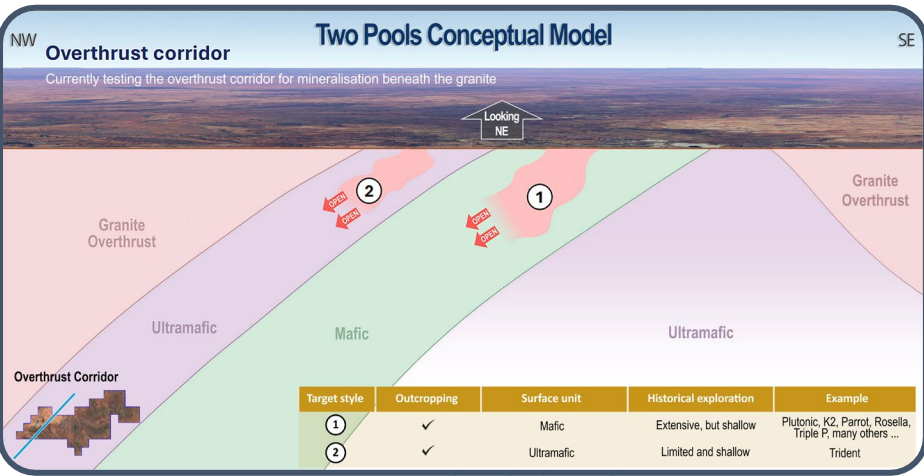 Two Pools Conceptual Model
NW
SE
Overthrust corridor
Currently testing the overthrust corridor for mineralisation beneath the granite
Looking
NE
2
OPEN
OPEN
1
OPEN
OPEN
Granite
Overthrust
Granite
Overthrust
Ultramafic
Mafic
Ultramafic
Overthrust Corridor
Target style Outcropping Surface unit Historical exploration Example
1 ✓ Mafic Extensive, but shallow Plutonic, K2, Parrot, Rosella,
Triple P, many others ...
2 ✓ Ultramafic Limited and shallow Trident